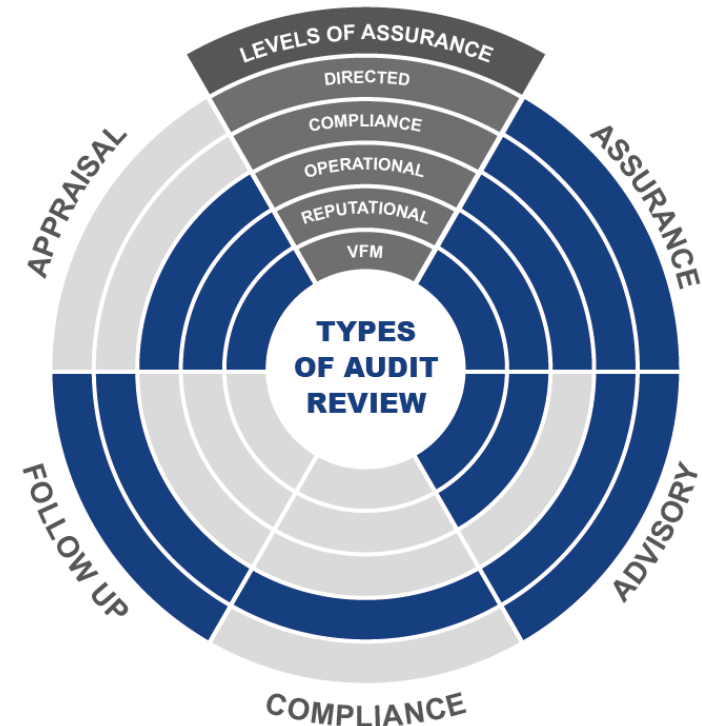 LEVELS OF ASSURANCE
DIRECTED
COMPLIANCE
OPERATIONAL
REPUTATIONAL
VFM
TYPES
OF AUDIT
REVIEW
ASSURANCE
ADVISORY
COMPLIANCE
FOLLOW UP
APPRAISAL